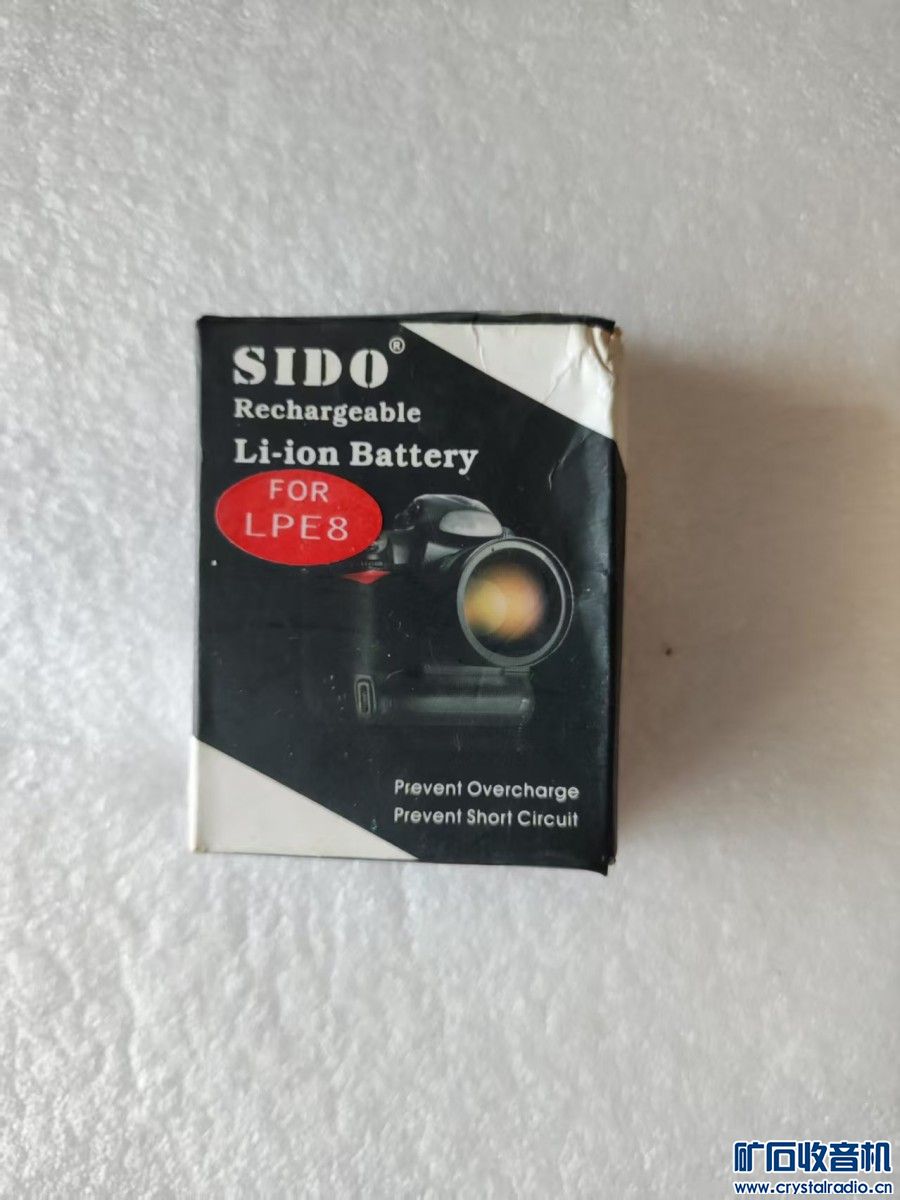 SIDO®
Rechargeable
Li-ion Battery
FOR
LPE8
Prevent Overcharge
Prevent Short Circuit
矿石收音机
www.crystalradio.cn